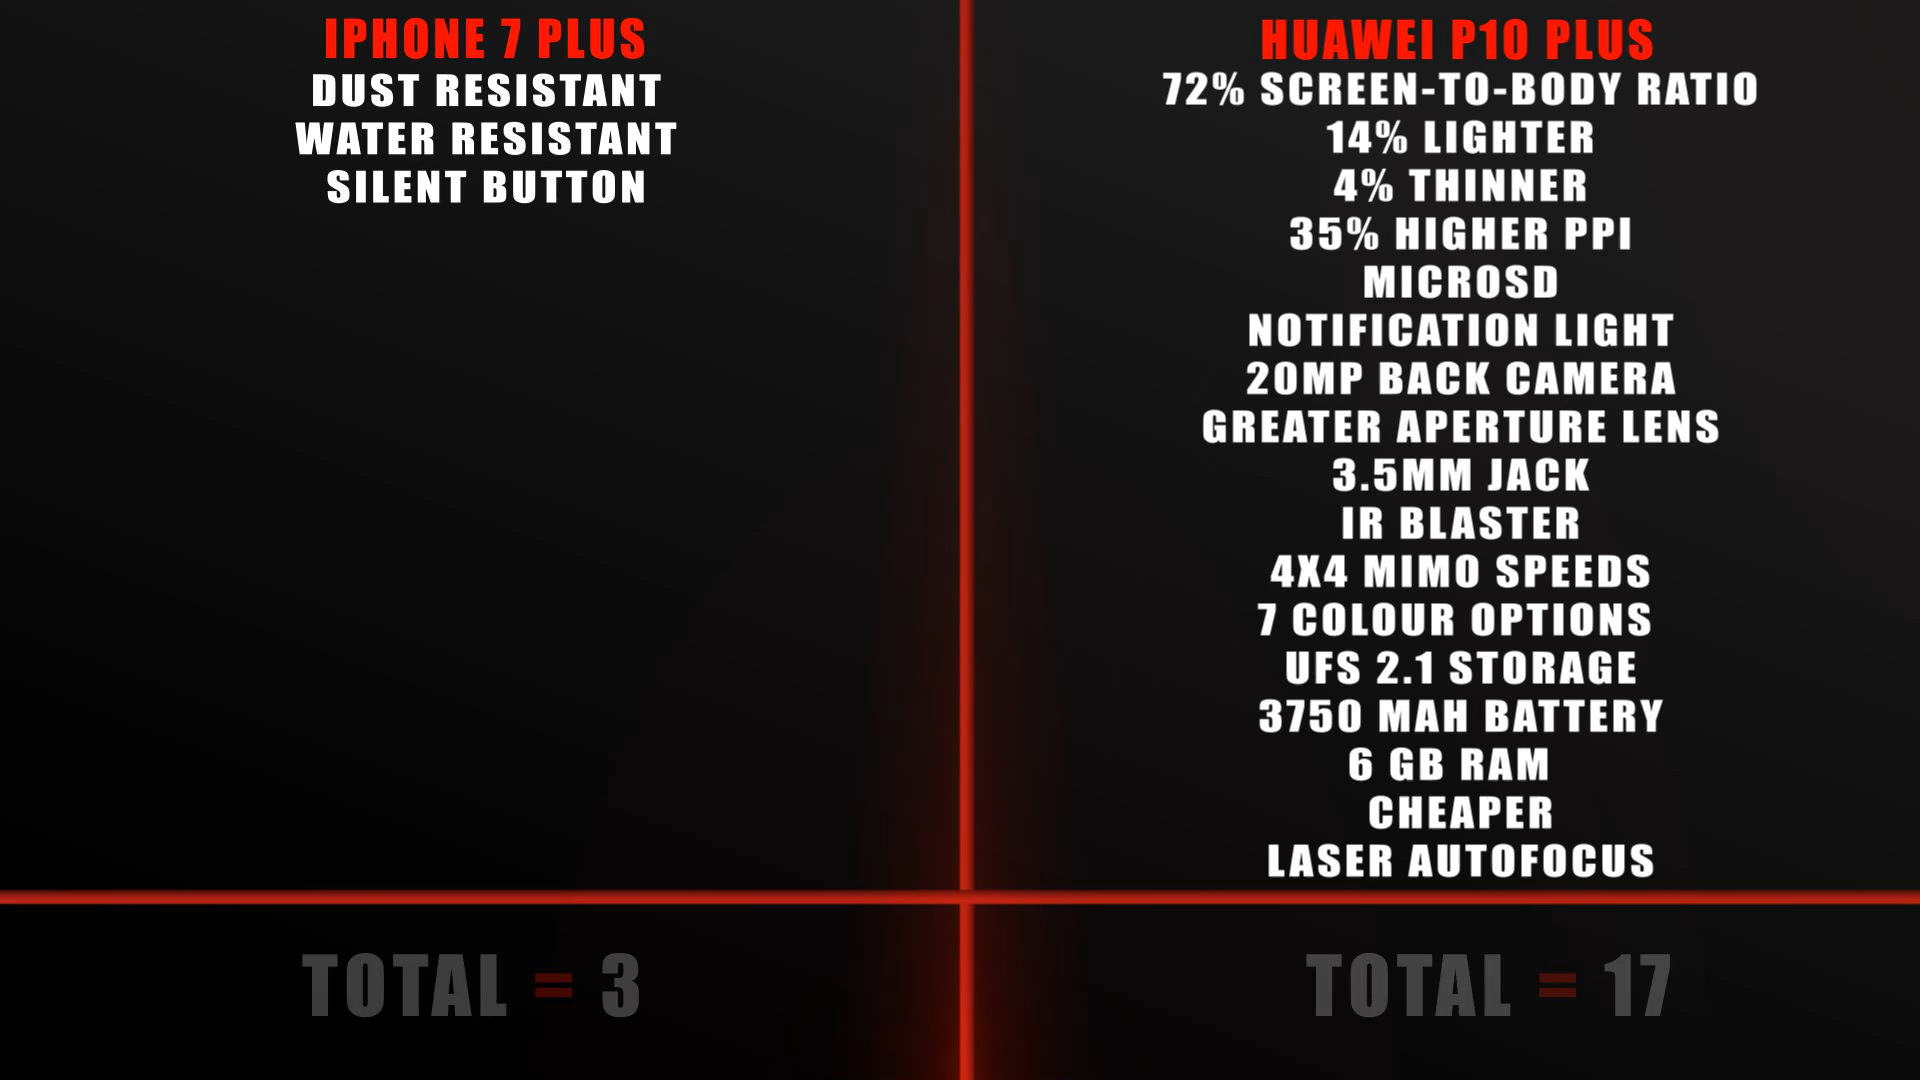 IPHONE 7 PLUS
DUST RESISTANT
WATER RESISTANT
SILENT BUTTON
TOTAL = 3
HUAWEI P10 PLUS
72% SCREEN-TO-BODY RATIO
14% LIGHTER
4% THINNER
35% HIGHER PPI
MICROSD
NOTIFICATION LIGHT
20MP BACK CAMERA
GREATER APERTURE LENS
3.5MM JACK
IR BLASTER
4X4 MIMO SPEEDS
7 COLOUR OPTIONS
UFS 2.1 STORAGE
3750 MAH BATTERY
6 GB RAM
CHEAPER
LASER AUTOFOCUS
TOTAL = 17